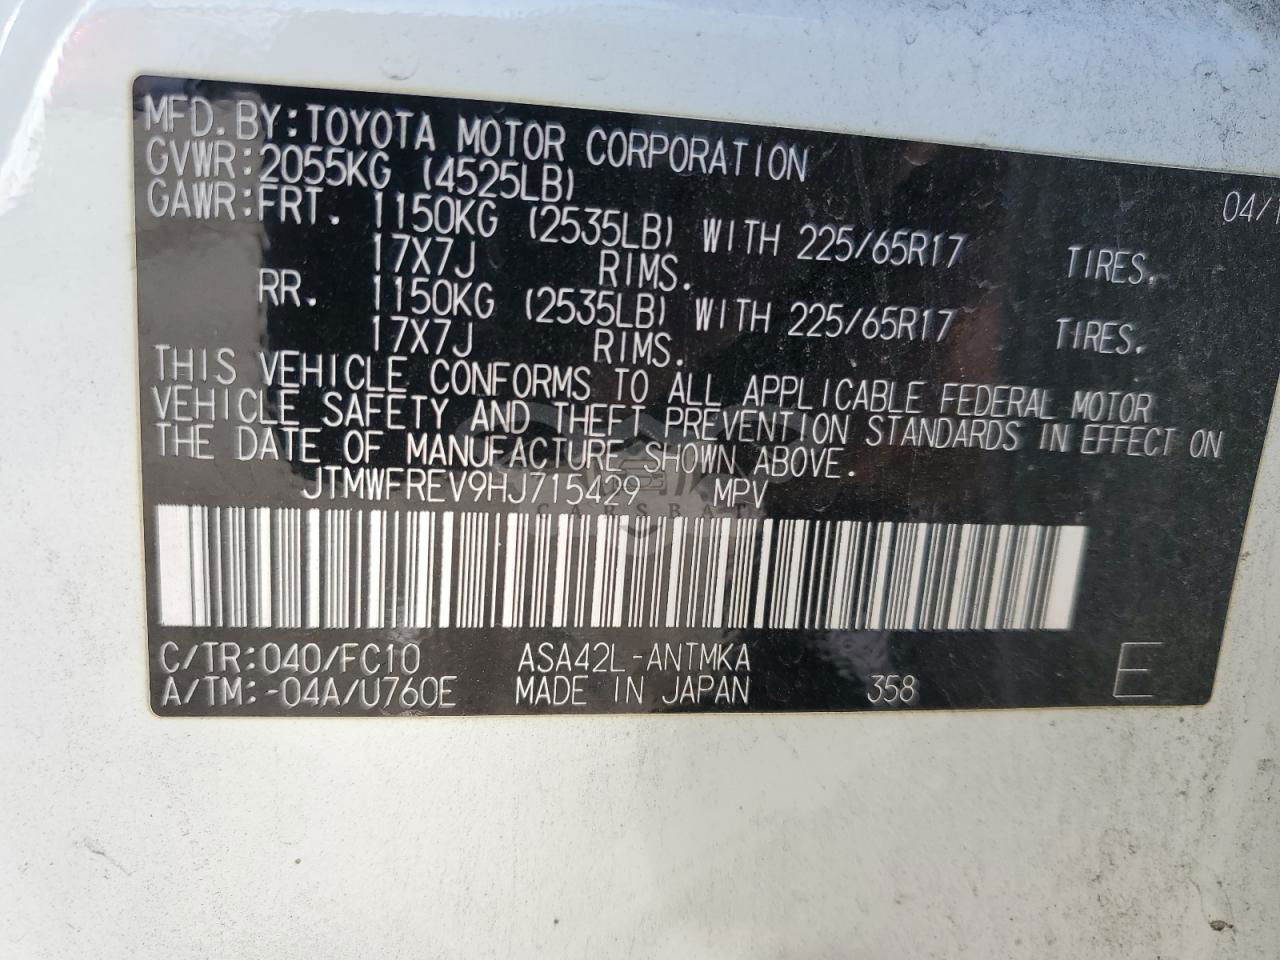 MFD.BY:TOYOTA MOTOR CORPORATION
GVWR:2055KG (4525LB) 04/1
GAWR:FRT. 1150KG (2535LB) WITH 225/65R17 TIRES,
17X7J RIMS.
RR. 1150KG (2535LB) WITH 225/65R17 TIRES.
17X7J RIMS.
THIS VEHICLE CONFORMS TO ALL APPLICABLE FEDERAL MOTOR
VEHICLE SAFETY AND THEFT PREVENTION STANDARDS IN EFFECT ON
THE DATE OF MANUFACTURE SHOWN ABOVE.
JTMWFREV9HJ715429 MPV
CARSBAT
C/TR:040/FC10 ASA42L-ANTMKA
A/TM:-04A/U760E MADE IN JAPAN 358 E